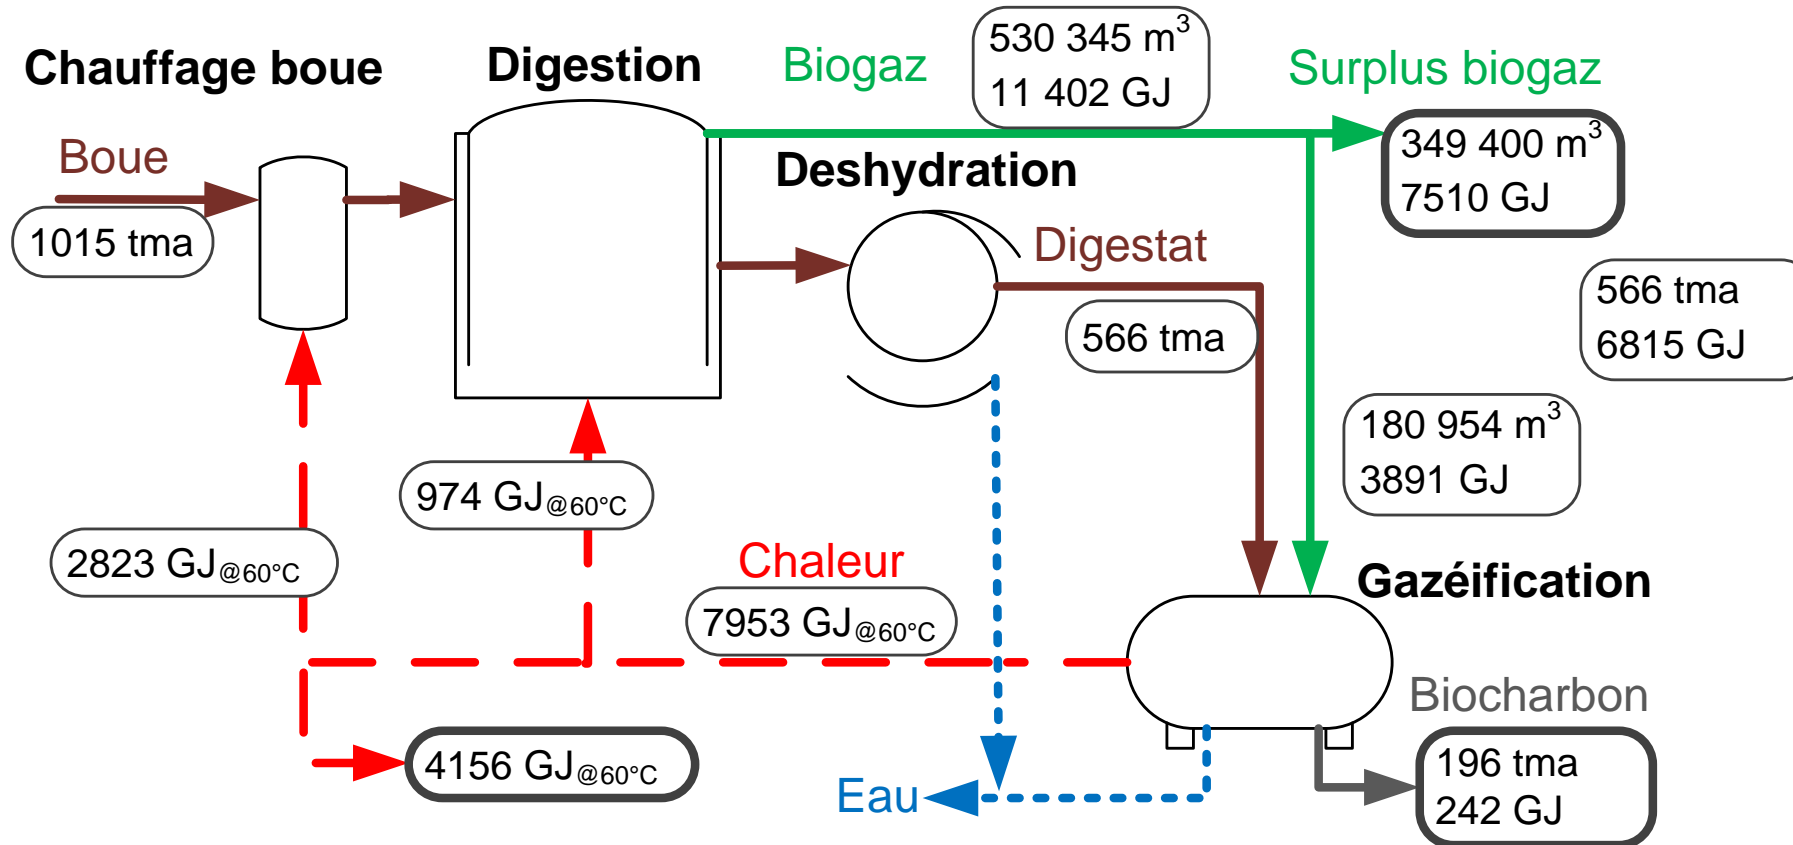 Chauffage boue
Digestion
Biogaz
530 345 m³
11 402 GJ
Surplus biogaz
349 400 m³
7510 GJ
Boue
1015 tma
Deshydration
Digestat
566 tma
566 tma
6815 GJ
180 954 m³
3891 GJ
974 GJ@60°C
2823 GJ@60°C
Chaleur
7953 GJ@60°C
Gazéification
4156 GJ@60°C
Eau
Biocharbon
196 tma
242 GJ